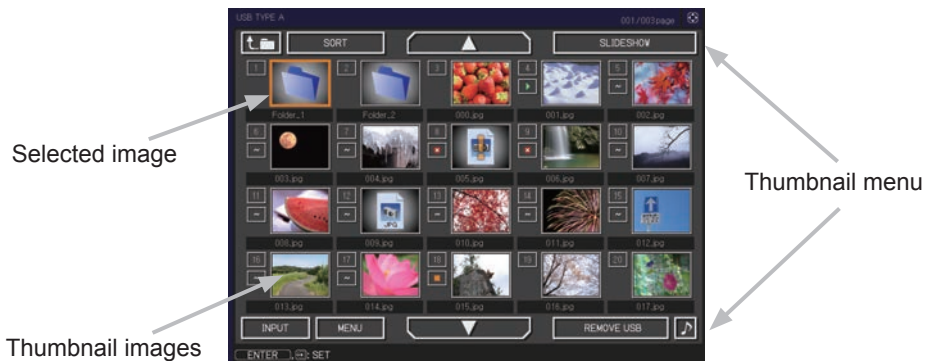 USB TYPE A
001/003page
SORT
SLIDESHOW
1
2
3
4
5
Folder_1
Folder_2
000.jpg
001.jpg
002.jpg
Selected image
6
7
8
9
10
003.jpg
004.jpg
005.jpg
006.jpg
007.jpg
Thumbnail menu
11
12
13
14
15
JPG
008.jpg
009.jpg
010.jpg
011.jpg
012.jpg
16
17
18
19
20
013.jpg
014.jpg
015.jpg
016.jpg
017.jpg
Thumbnail images
INPUT
MENU
REMOVE USB
ENTER , : SET